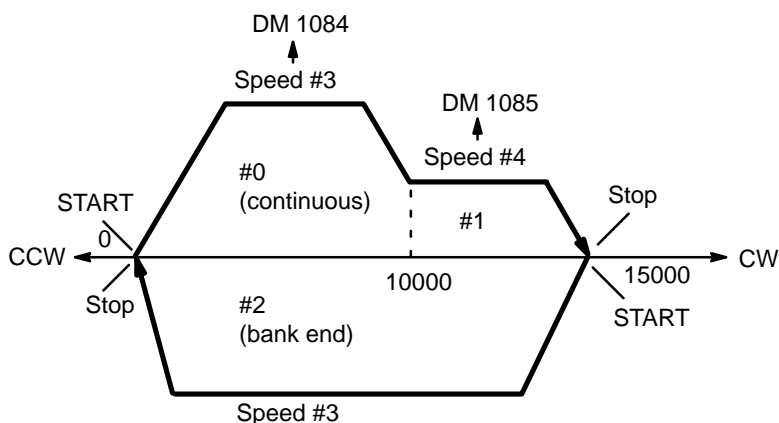 DM 1084
Speed #3
DM 1085
Speed #4
#0
(continuous)
START
Stop
#1
0
CCW
CW
10000
15000
Stop
START
#2
(bank end)
Speed #3